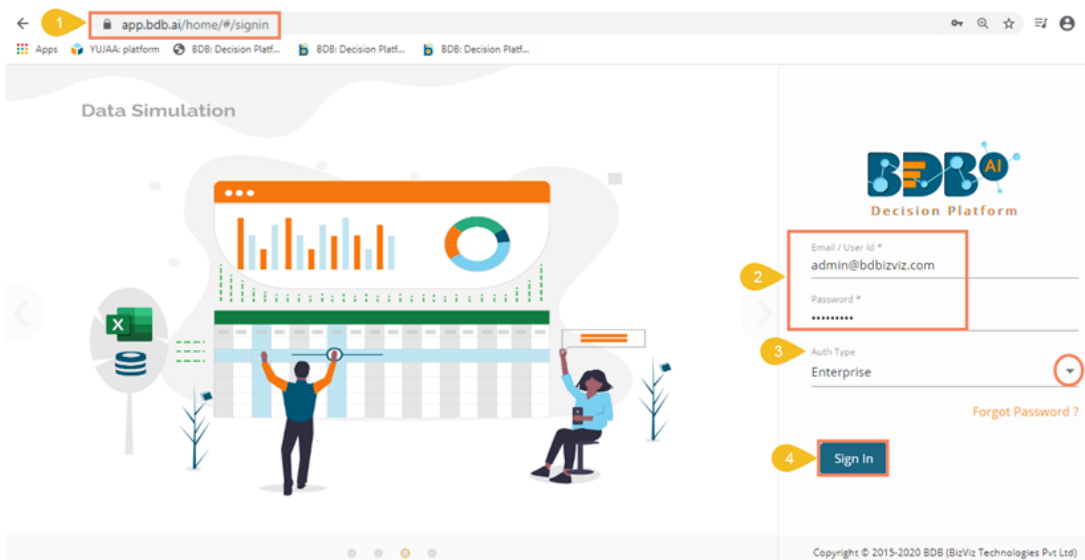 1
app.bdb.ai/home/#/signin
Apps YUJAA: platform BDB: Decision Platf... BDB: Decision Platf... BDB: Decision Platf...
Data Simulation
BDB AI
Decision Platform
2
Email / User Id *
admin@bdbizviz.com
Password *
•••••••••
3
Auth Type
Enterprise
Forgot Password ?
4
Sign In
X
Copyright © 2015-2020 BDB (BizViz Technologies Pvt Ltd)